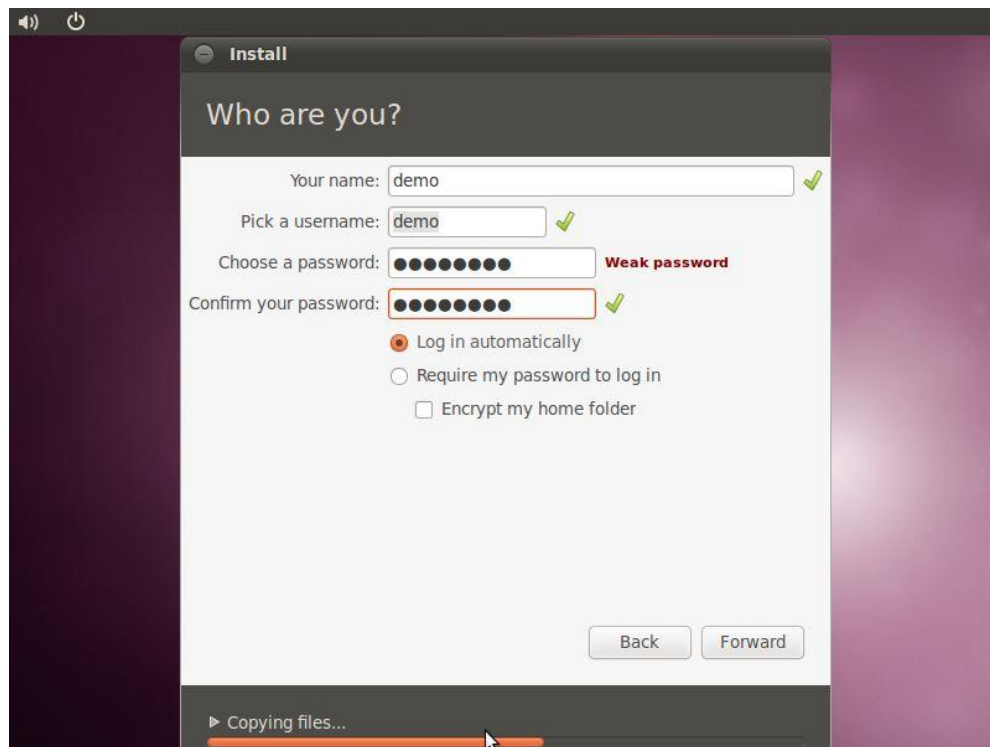 Install
Who are you?
Your name: demo
Pick a username: demo
Choose a password: ●●●●●●●● Weak password
Confirm your password: ●●●●●●●●
Log in automatically
Require my password to log in
Encrypt my home folder
Back Forward
Copying files...